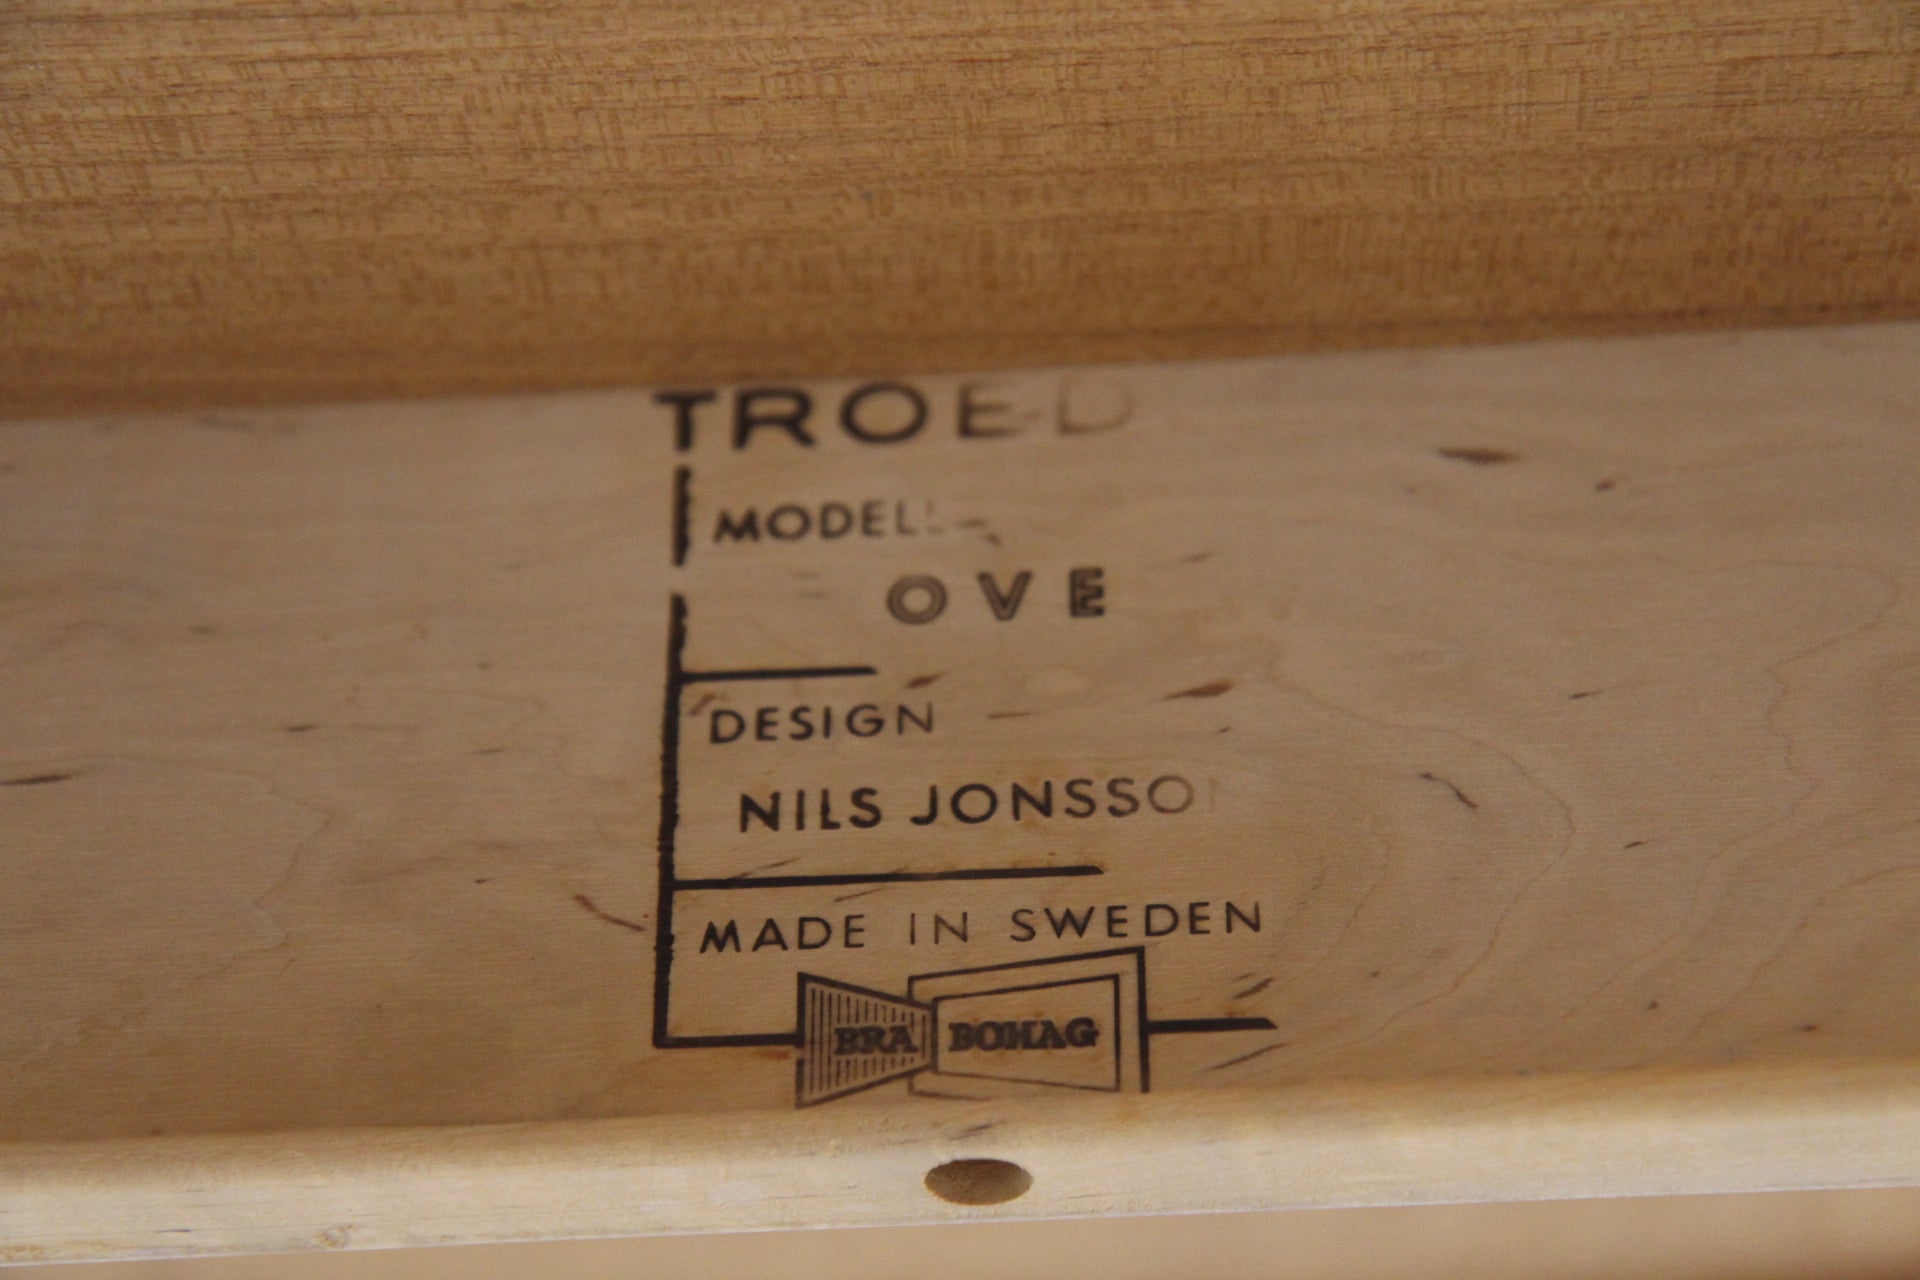 TROED
MODELL
OVE
DESIGN
NILS JONSSON
MADE IN SWEDEN
BRA BOHAG